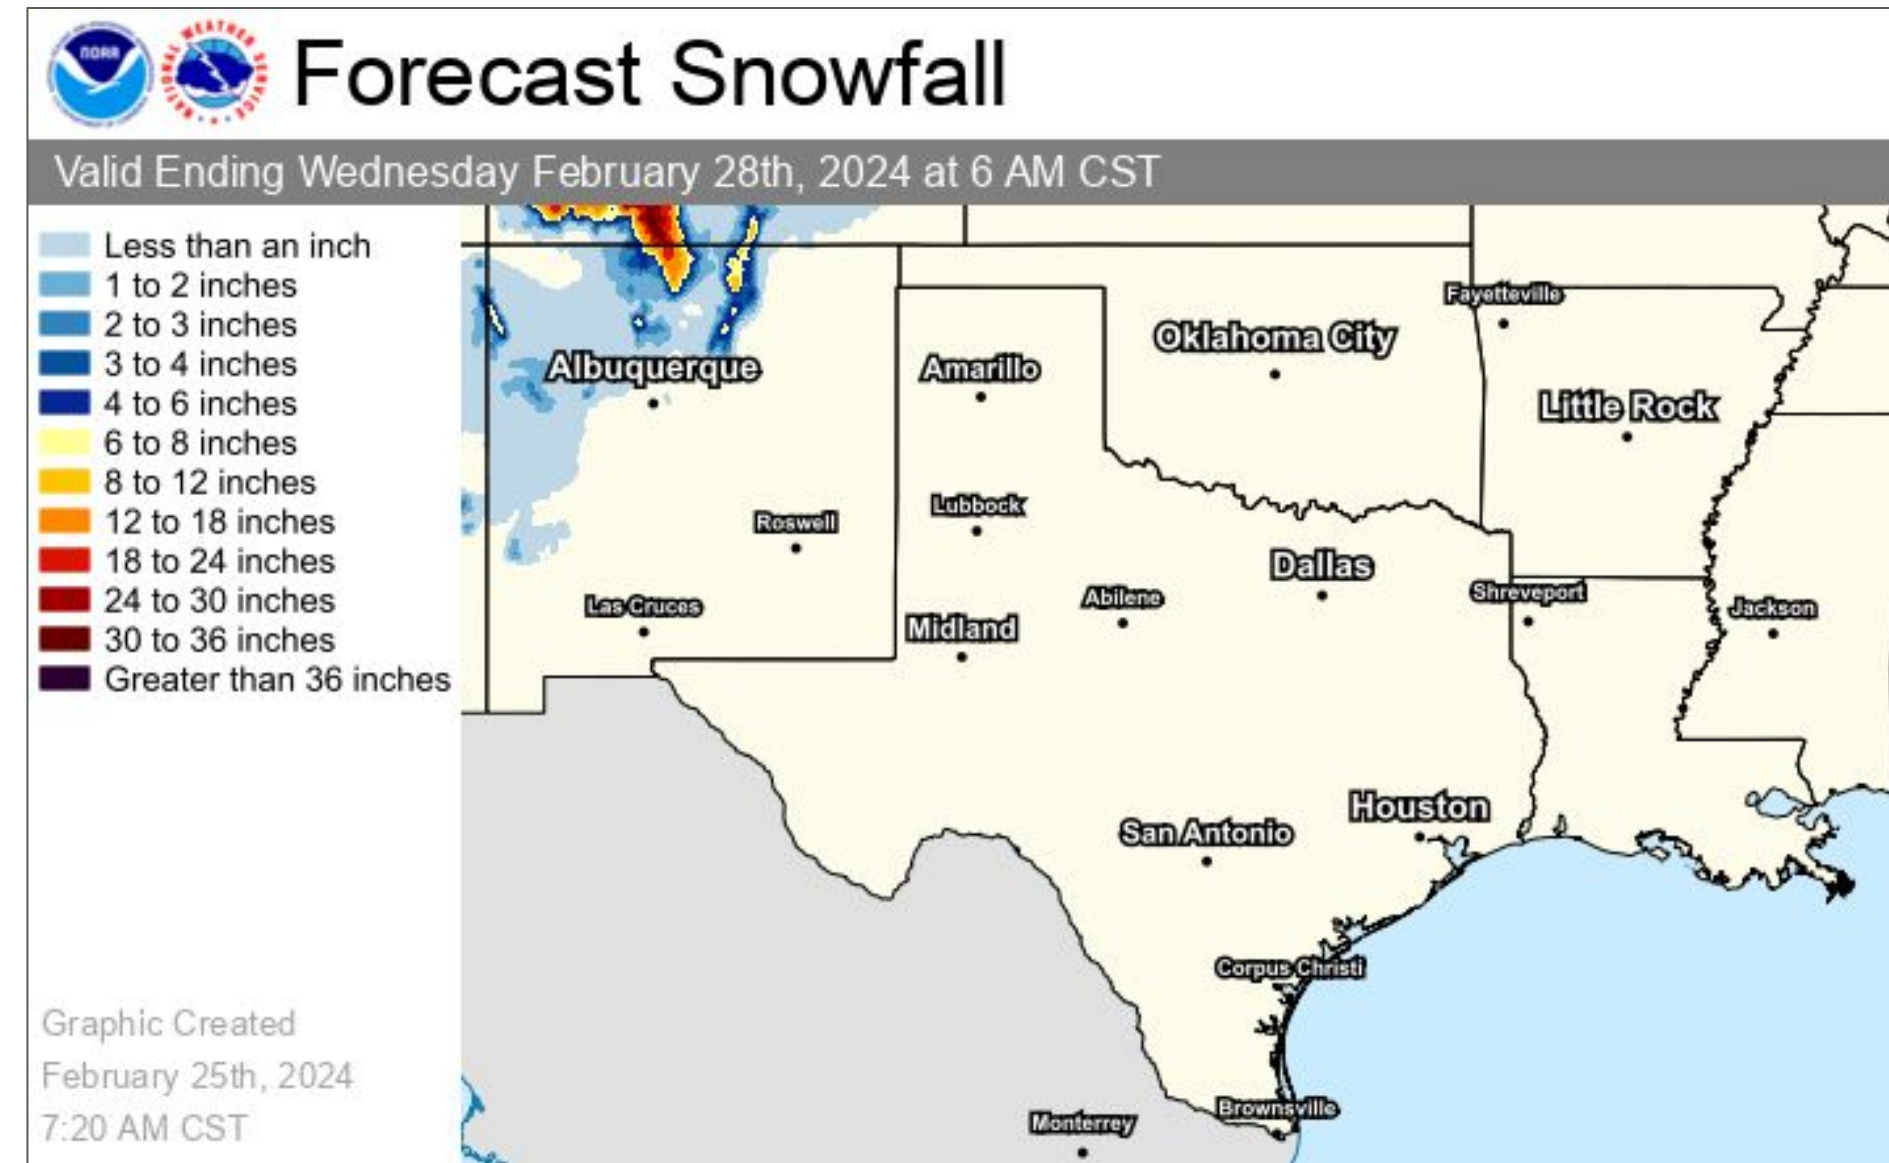 NOAA
NATIONAL WEATHER SERVICE
Forecast Snowfall
Valid Ending Wednesday February 28th, 2024 at 6 AM CST
Less than an inch
1 to 2 inches
2 to 3 inches
3 to 4 inches
4 to 6 inches
6 to 8 inches
8 to 12 inches
12 to 18 inches
18 to 24 inches
24 to 30 inches
30 to 36 inches
Greater than 36 inches
Graphic Created
February 25th, 2024
7:20 AM CST
Fayetteville
Oklahoma City
Albuquerque
Amarillo
Little Rock
Lubbock
Roswell
Dallas
Shreveport
Abilene
Las Cruces
Jackson
Midland
Houston
San Antonio
Corpus Christi
Brownsville
Monterrey